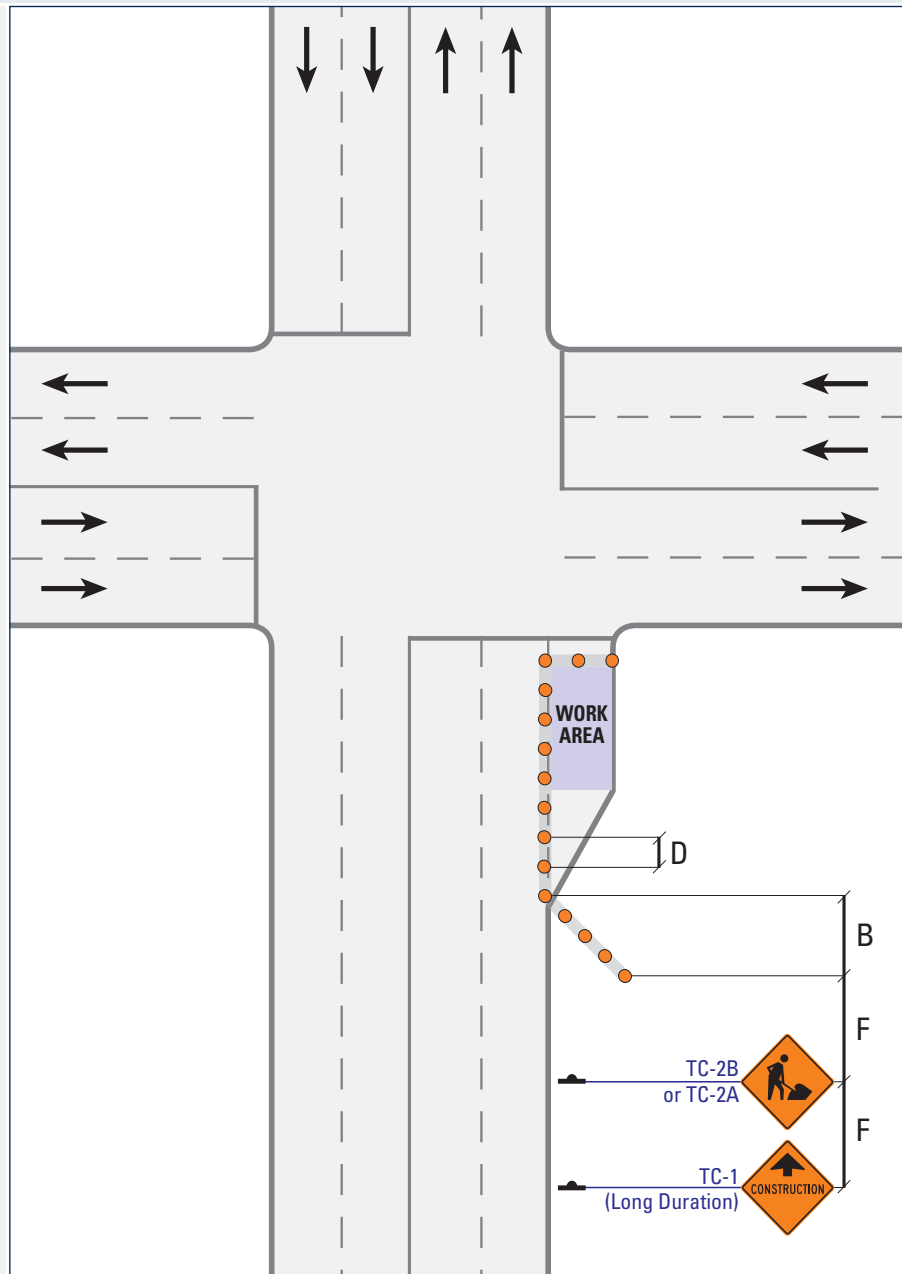 WORK
AREA
D
B
F
TC-2B
or TC-2A
F
TC-1
(Long Duration)
CONSTRUCTION